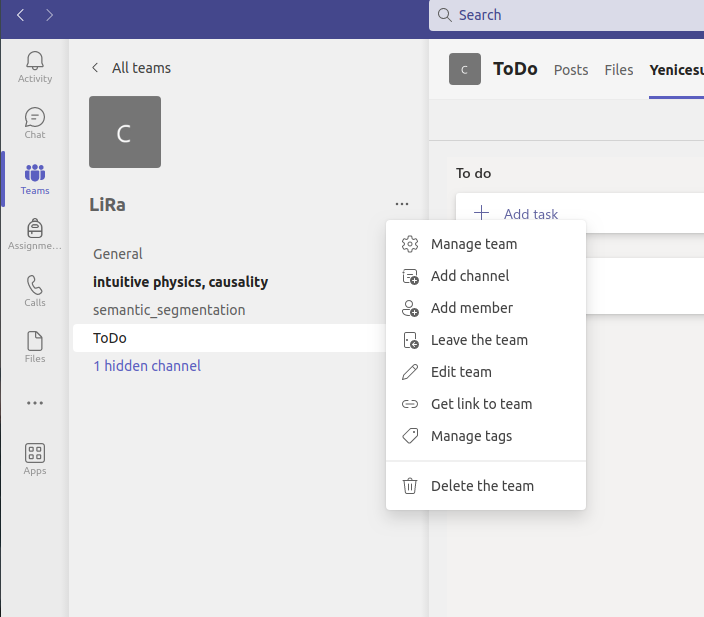 Search
Activity
Chat
Teams
Assignme...
Calls
Files
Apps
All teams
C
LiRa
General
intuitive physics, causality
semantic_segmentation
ToDo
1 hidden channel
C
ToDo
Posts
Files
Yenicesu
To do
Add task
Manage team
Add channel
Add member
Leave the team
Edit team
Get link to team
Manage tags
Delete the team